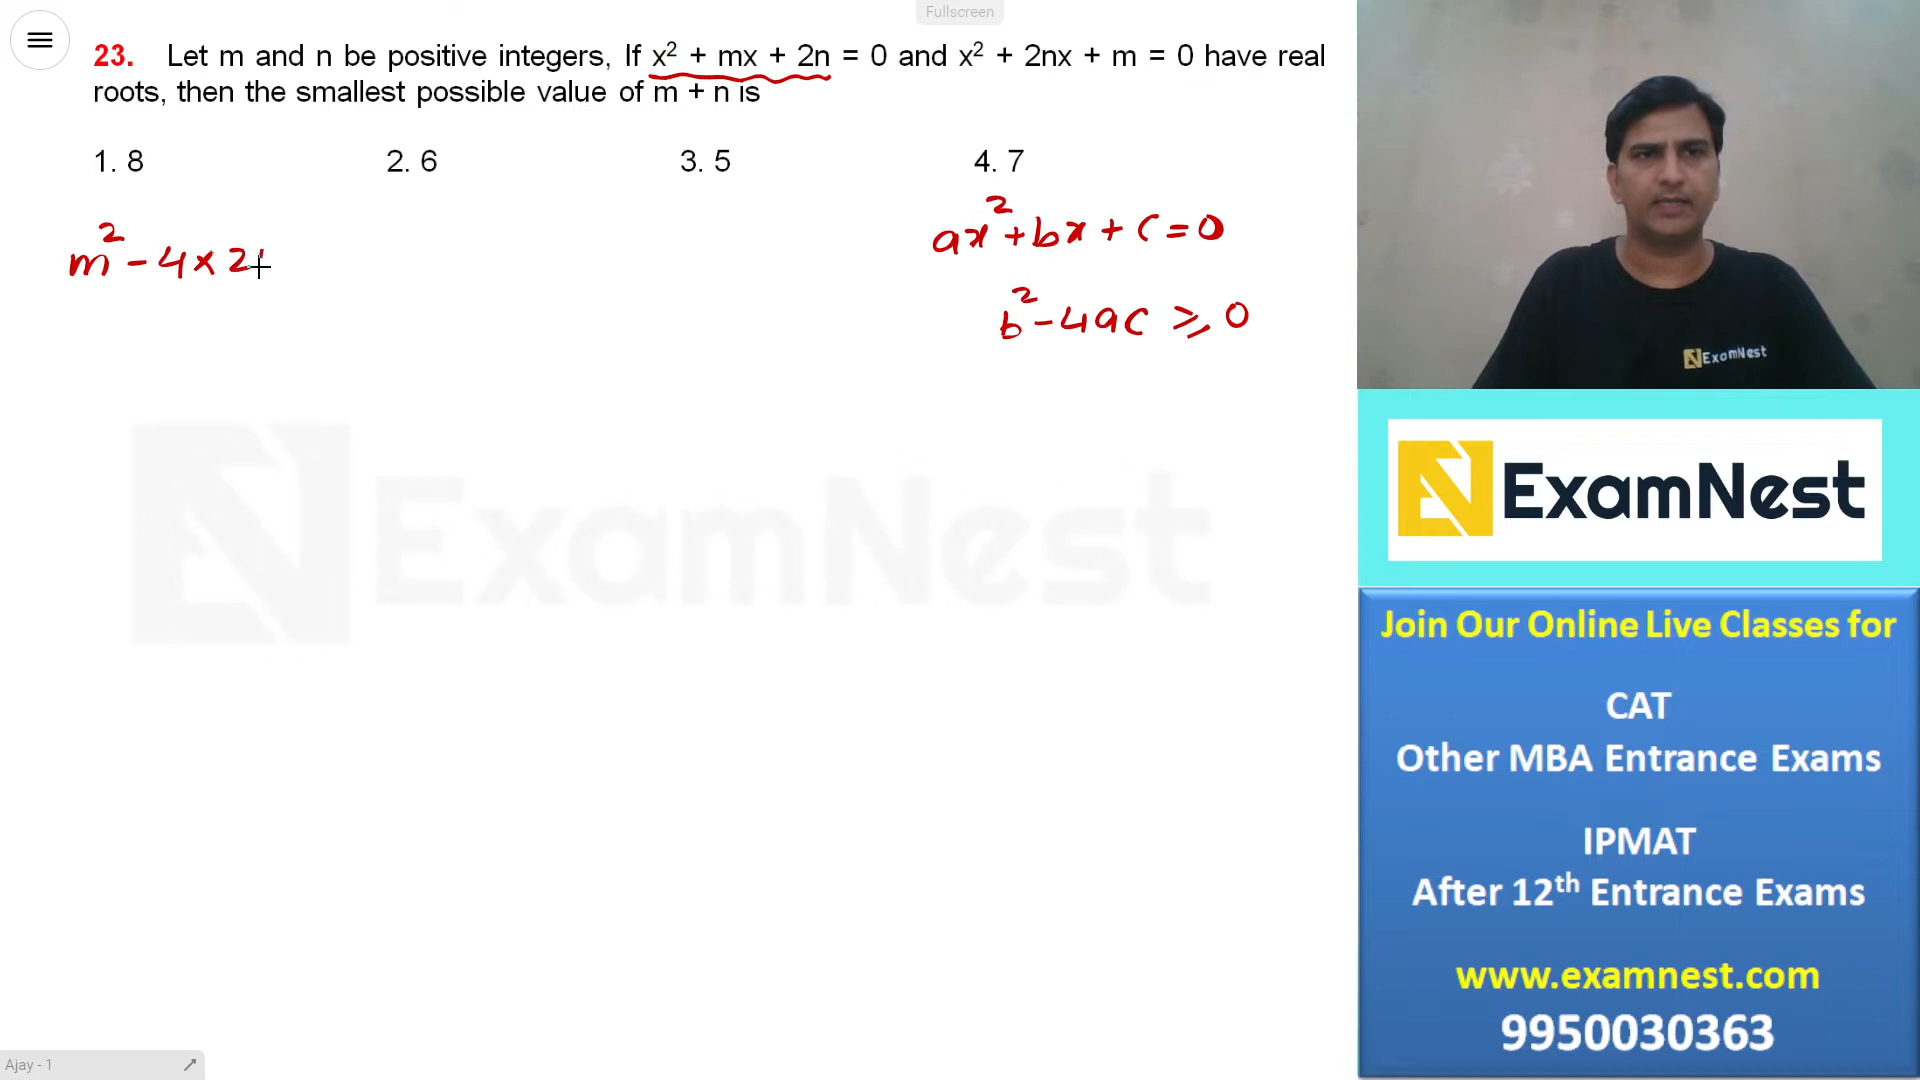 Fullscreen
23. Let m and n be positive integers, If x² + mx + 2n = 0 and x² + 2nx + m = 0 have real
roots, then the smallest possible value of m + n is
1. 8 2. 6 3. 5 4. 7
ax² + bx + c = 0
m² - 4 × 2
b² - 4ac ⩾ 0
ExamNest
ExamNest
ExamNest
Join Our Online Live Classes for
CAT
Other MBA Entrance Exams
IPMAT
After 12th Entrance Exams
www.examnest.com
9950030363
Ajay - 1